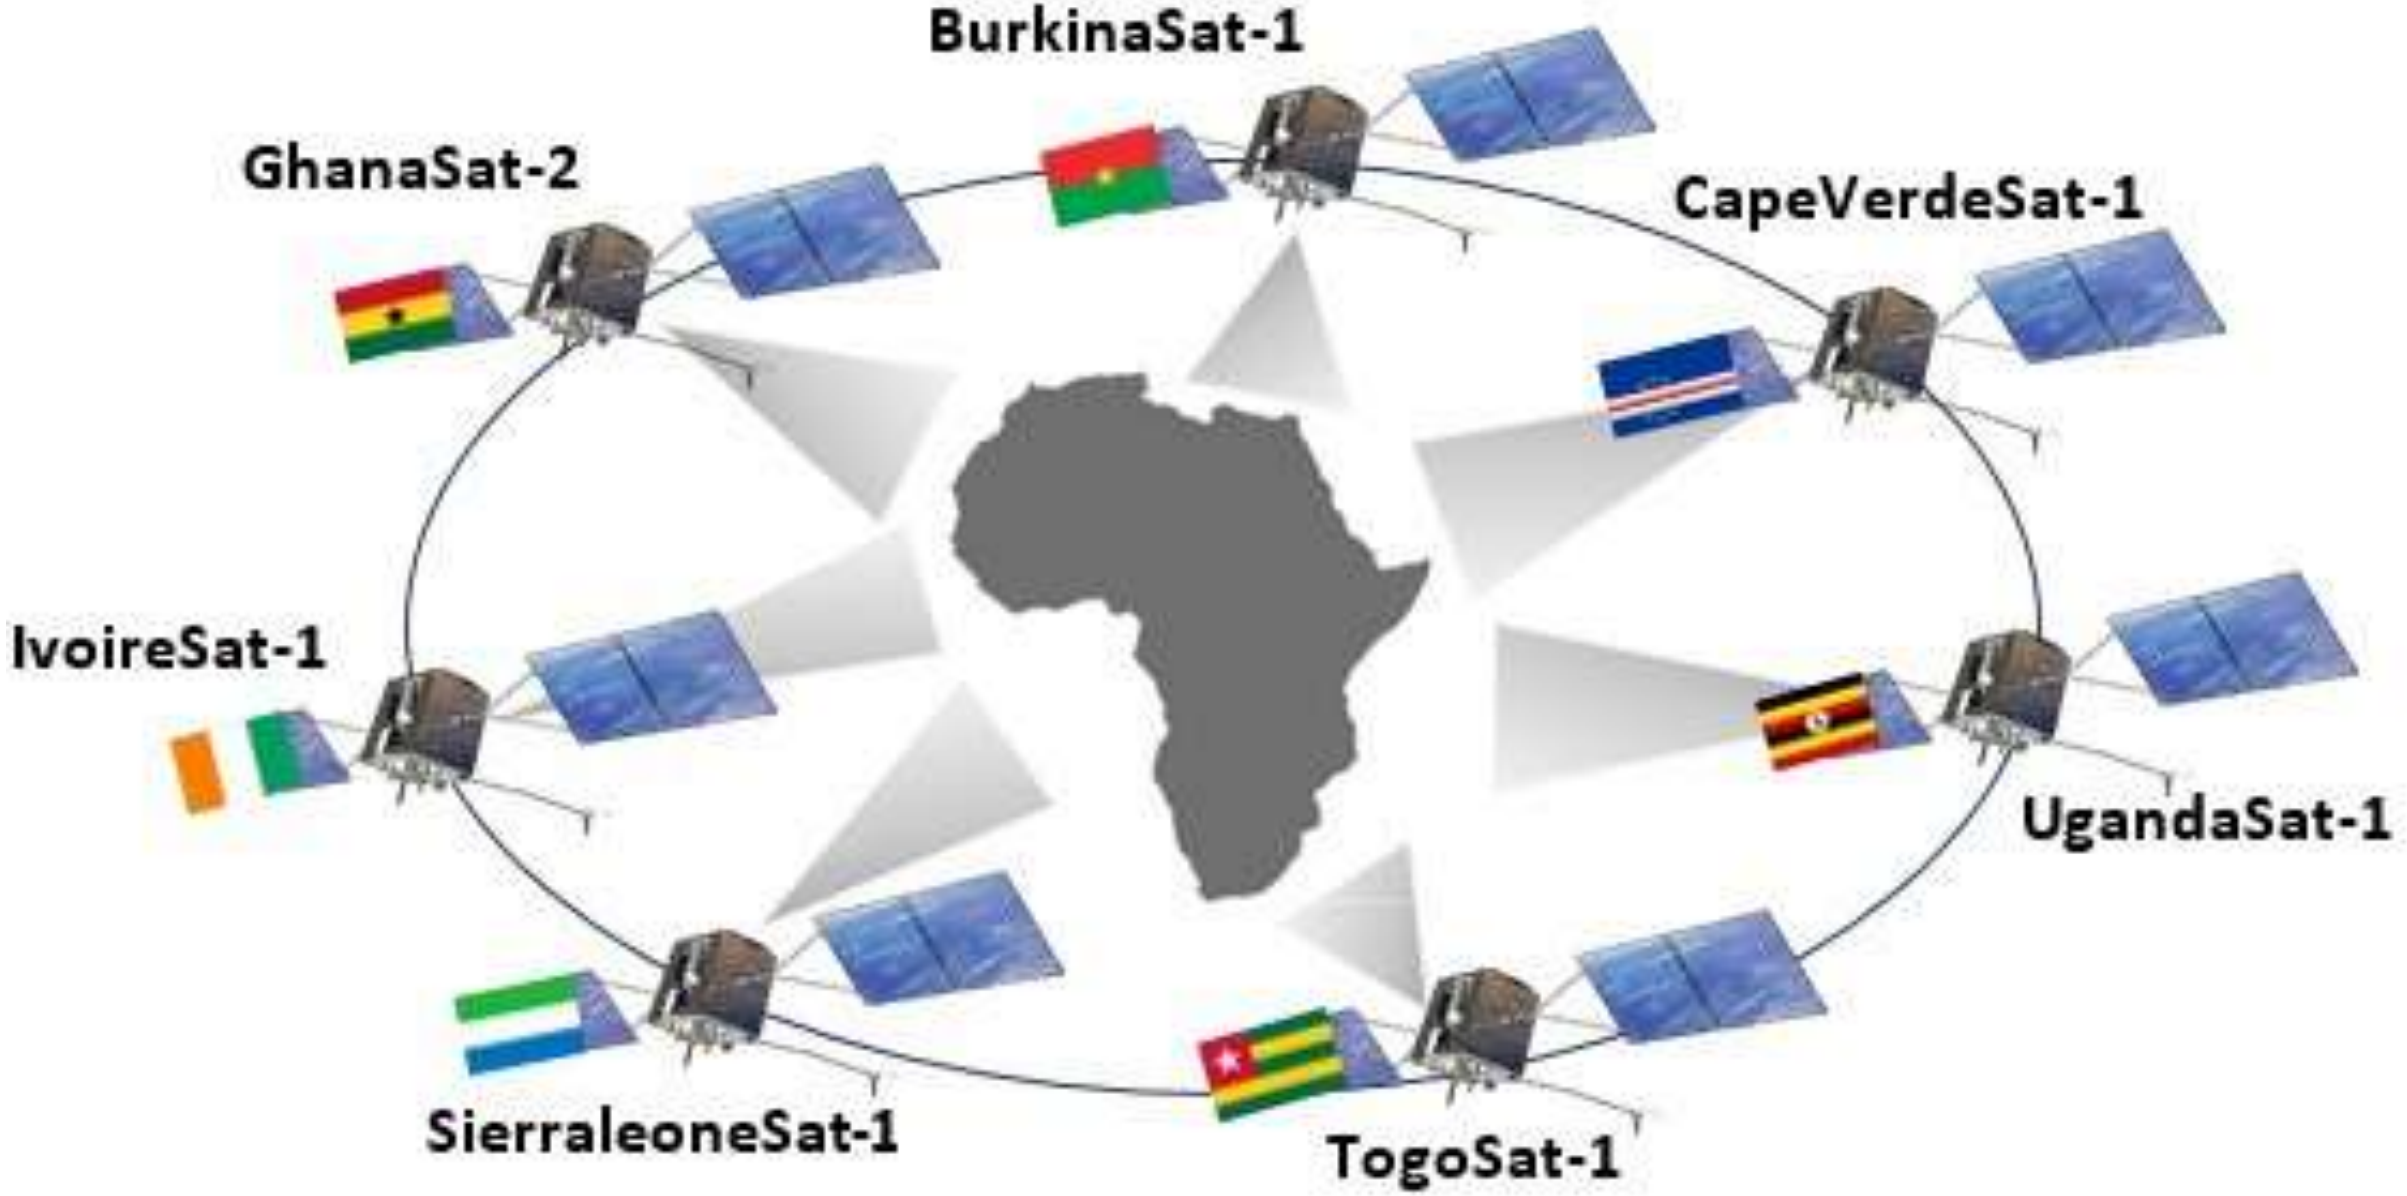 BurkinaSat-1
GhanaSat-2
CapeVerdeSat-1
IvoireSat-1
UgandaSat-1
SierraleoneSat-1
TogoSat-1